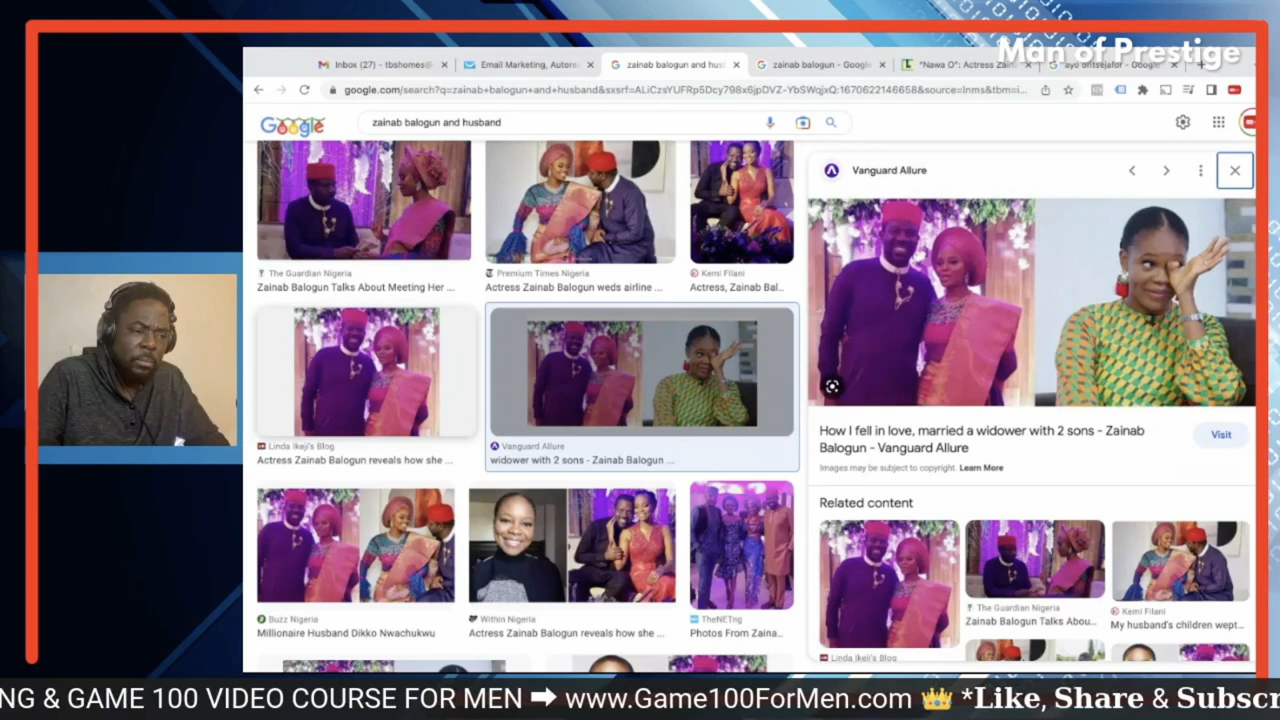 Man of Prestige
Inbox (27) - tbshomes@
Email Marketing, Autores
zainab balogun and hus
zainab balogun - Google
"Nawa O": Actress Zain
ayo oritsejafor - Google
google.com/search?q=zainab+balogun+and+husband&sxsrf=ALiCzsYUFRp5Dcy798x6jpDVZ-YbSWqjxQ:1670622146658&source=lnms&tbm=i...
Google
zainab balogun and husband
The Guardian Nigeria
Zainab Balogun Talks About Meeting Her ...
Premium Times Nigeria
Actress Zainab Balogun weds airline ...
Kemi Filani
Actress, Zainab Bal...
Linda Ikeji's Blog
Actress Zainab Balogun reveals how she ...
Vanguard Allure
widower with 2 sons - Zainab Balogun ...
Buzz Nigeria
Millionaire Husband Dikko Nwachukwu
Within Nigeria
Actress Zainab Balogun reveals how she ...
TheNETng
Photos From Zaina...
Vanguard Allure
How I fell in love, married a widower with 2 sons - Zainab
Balogun - Vanguard Allure
Visit
Images may be subject to copyright. Learn More
Related content
Linda Ikeji's Blog
The Guardian Nigeria
Zainab Balogun Talks Abou...
Kemi Filani
My husband's children wept...
NG & GAME 100 VIDEO COURSE FOR MEN ➡ www.Game100ForMen.com 👑 *Like, Share & Subscr